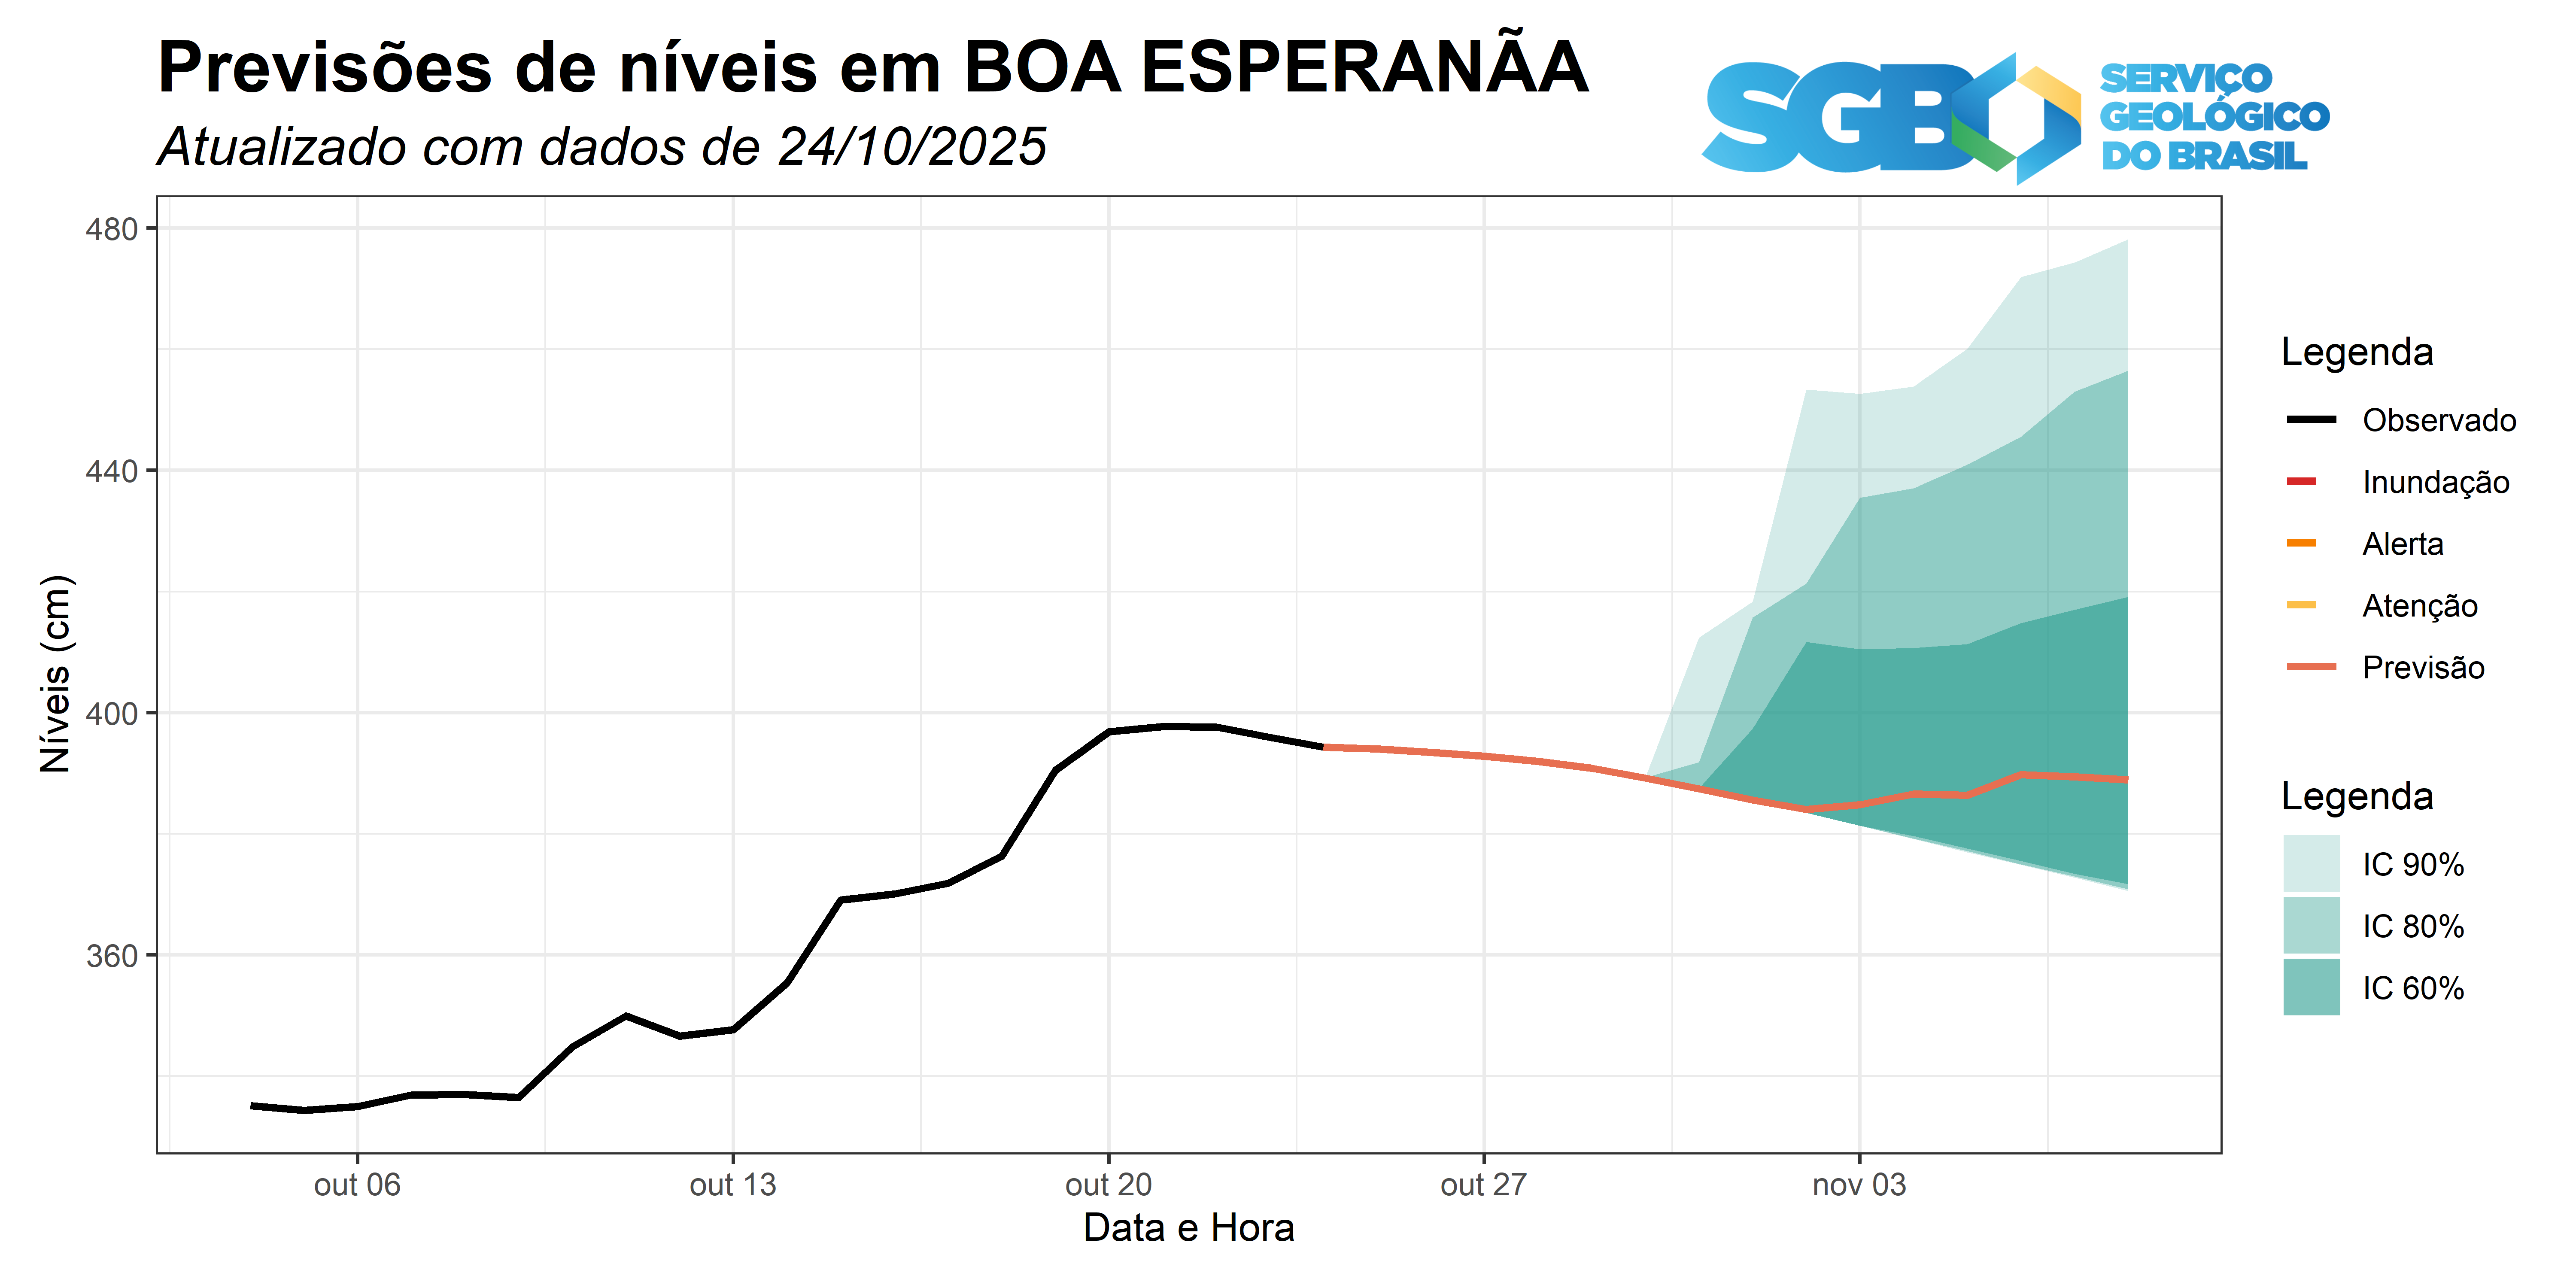 Previsões de níveis em BOA ESPERANÃA
Atualizado com dados de 24/10/2025
SGB
SERVIÇO
GEOLÓGICO
DO BRASIL
480
440
400
360
Níveis (cm)
out 06
out 13
out 20
out 27
nov 03
Data e Hora
Legenda
Observado
Inundação
Alerta
Atenção
Previsão
Legenda
IC 90%
IC 80%
IC 60%